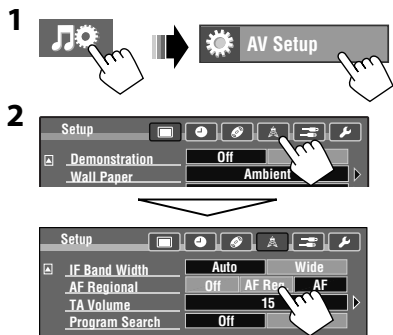 1
AV Setup
2
Setup
Demonstration Off
Wall Paper Ambient
Setup
IF Band Width Auto Wide
AF Regional Off AF Reg AF
TA Volume 15
Program Search Off